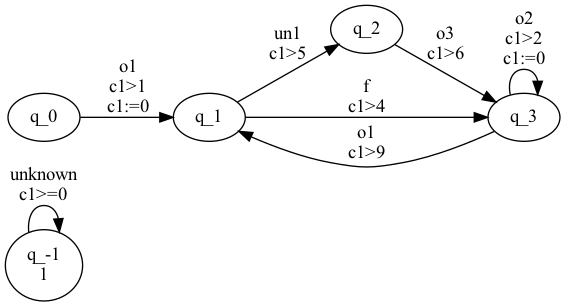 o1
c1>1
c1:=0
un1
c1>5
o3
c1>6
o2
c1>2
c1:=0
f
c1>4
o1
c1>9
q_0
q_1
q_2
q_3
unknown
c1>=0
q_-1
1